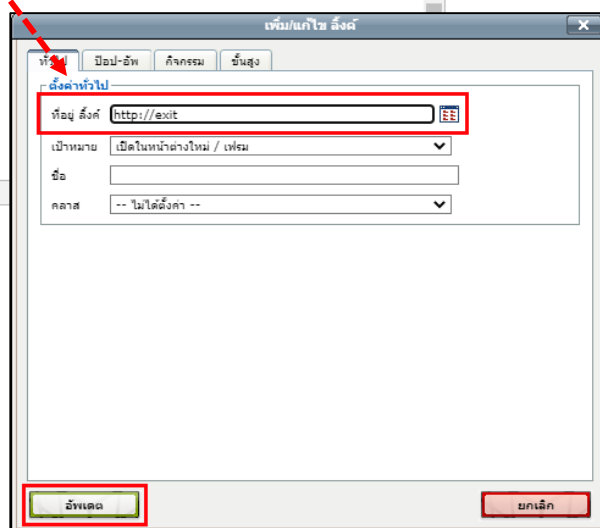 เพิ่ม/แก้ไข ลิ้งค์
ทั่วไป ป๊อป-อัพ กิจกรรม ขั้นสูง
ตั้งค่าทั่วไป
ที่อยู่ ลิ้งค์ http://exit
เป้าหมาย เปิดในหน้าต่างใหม่ / เฟรม
ชื่อ
คลาส -- ไม่ได้ตั้งค่า --
อัพเดต ยกเลิก